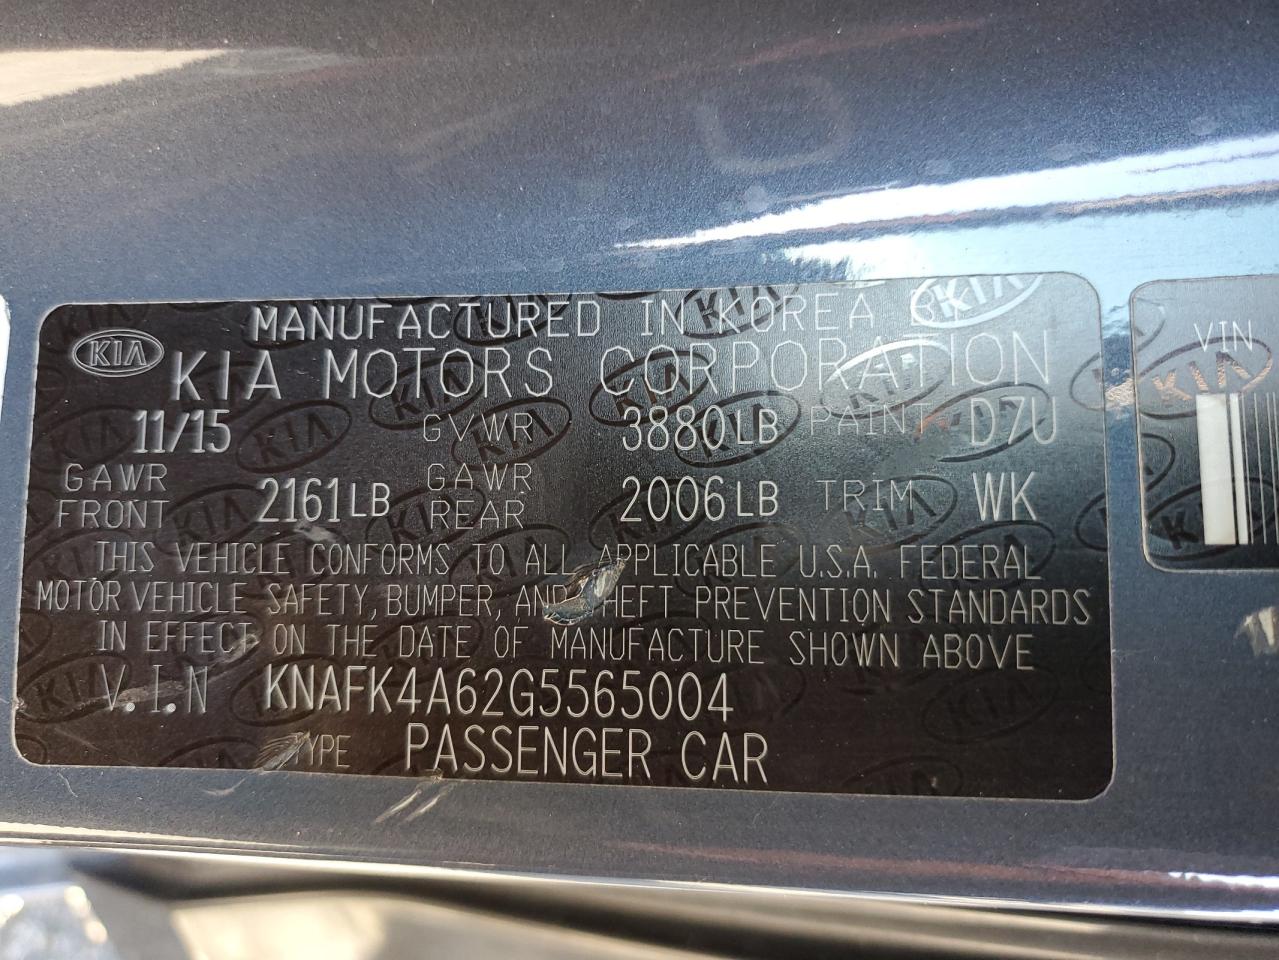 MANUFACTURED IN KOREA BY
KIA
KIA MOTORS CORPORATION
11/15 GVWR 3880LB PAINT D7U
GAWR FRONT 2161LB GAWR REAR 2006LB TRIM WK
THIS VEHICLE CONFORMS TO ALL APPLICABLE U.S.A. FEDERAL
MOTOR VEHICLE SAFETY, BUMPER, AND THEFT PREVENTION STANDARDS
IN EFFECT ON THE DATE OF MANUFACTURE SHOWN ABOVE
V.I.N KNAFK4A62G5565004
TYPE PASSENGER CAR
VIN